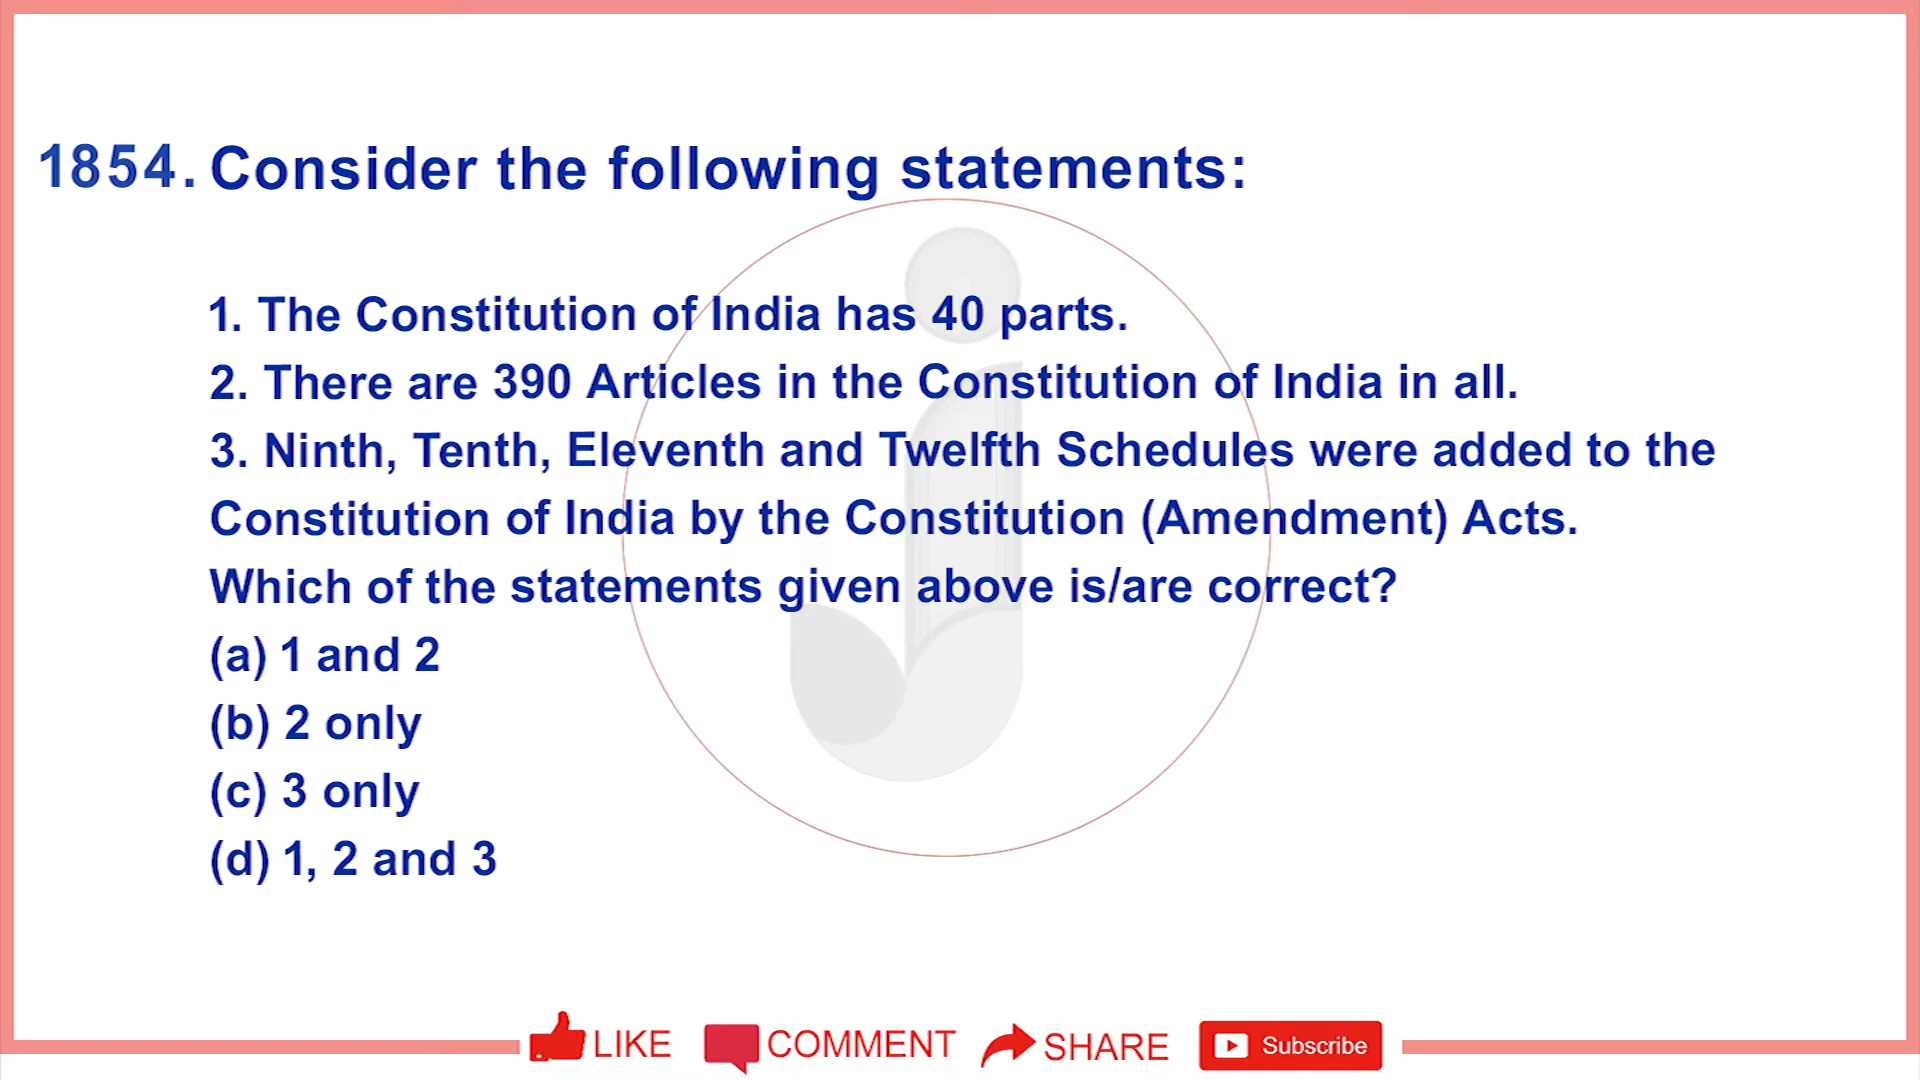 1854. Consider the following statements:
1. The Constitution of India has 40 parts.
2. There are 390 Articles in the Constitution of India in all.
3. Ninth, Tenth, Eleventh and Twelfth Schedules were added to the
Constitution of India by the Constitution (Amendment) Acts.
Which of the statements given above is/are correct?
(a) 1 and 2
(b) 2 only
(c) 3 only
(d) 1, 2 and 3
LIKE COMMENT SHARE Subscribe